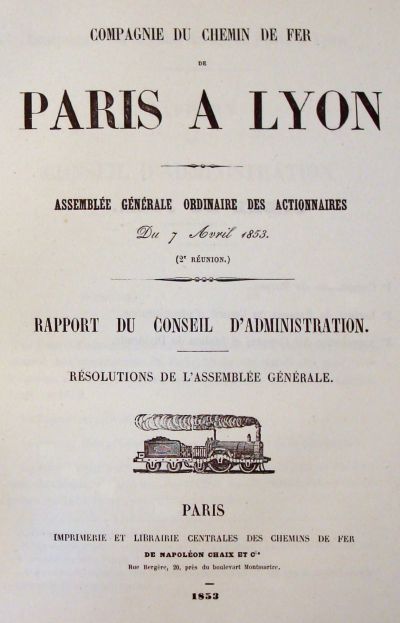 COMPAGNIE DU CHEMIN DE FER
DE
PARIS A LYON
ASSEMBLÉE GÉNÉRALE ORDINAIRE DES ACTIONNAIRES
Du 7 Avril 1853.
(2e RÉUNION.)
RAPPORT DU CONSEIL D'ADMINISTRATION.
RÉSOLUTIONS DE L'ASSEMBLÉE GÉNÉRALE.
PARIS
IMPRIMERIE ET LIBRAIRIE CENTRALES DES CHEMINS DE FER
DE NAPOLÉON CHAIX ET Cie
Rue Bergère, 20, près du boulevart Montmartre.
1853